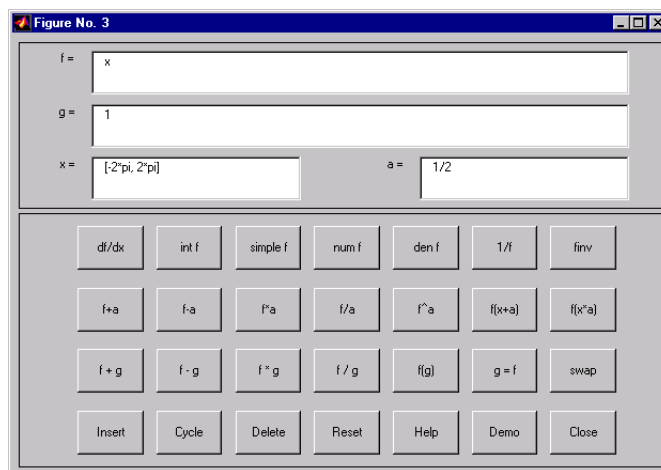 Figure No. 3
f = x
g = 1
x = [-2*pi, 2*pi] a = 1/2
df/dx int f simple f num f den f 1/f finv
f+a f-a f*a f/a f^a f(x+a) f(x*a)
f + g f - g f * g f / g f(g) g = f swap
Insert Cycle Delete Reset Help Demo Close